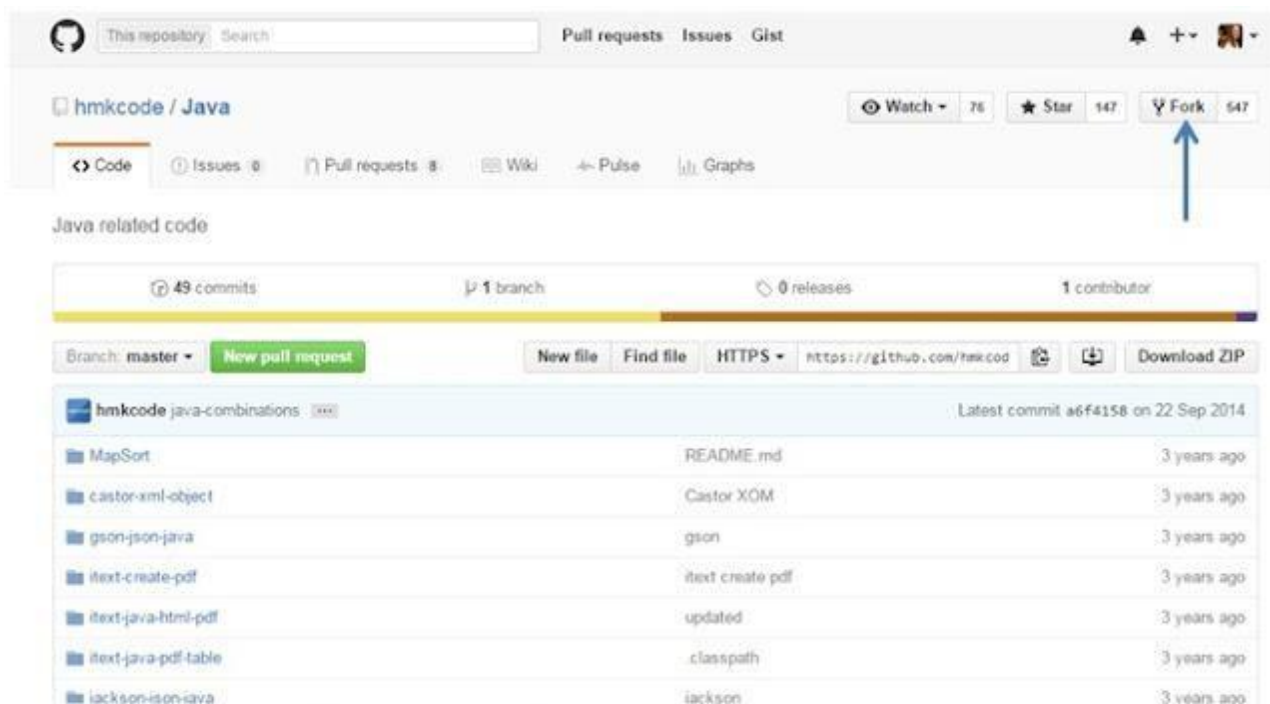 This repository Search Pull requests Issues Gist
hmkcode / Java Watch 76 Star 147 Fork 547
Code Issues 0 Pull requests 8 Wiki Pulse Graphs
Java related code
49 commits 1 branch 0 releases 1 contributor
Branch: master New pull request New file Find file HTTPS https://github.com/hmkcod Download ZIP
hmkcode java-combinations ... Latest commit a6f4158 on 22 Sep 2014
MapSort README.md 3 years ago
castor-xml-object Castor XOM 3 years ago
gson-json-java gson 3 years ago
itext-create-pdf itext create pdf 3 years ago
itext-java-html-pdf updated 3 years ago
itext-java-pdf-table .classpath 3 years ago
jackson-json-java jackson 3 years ago